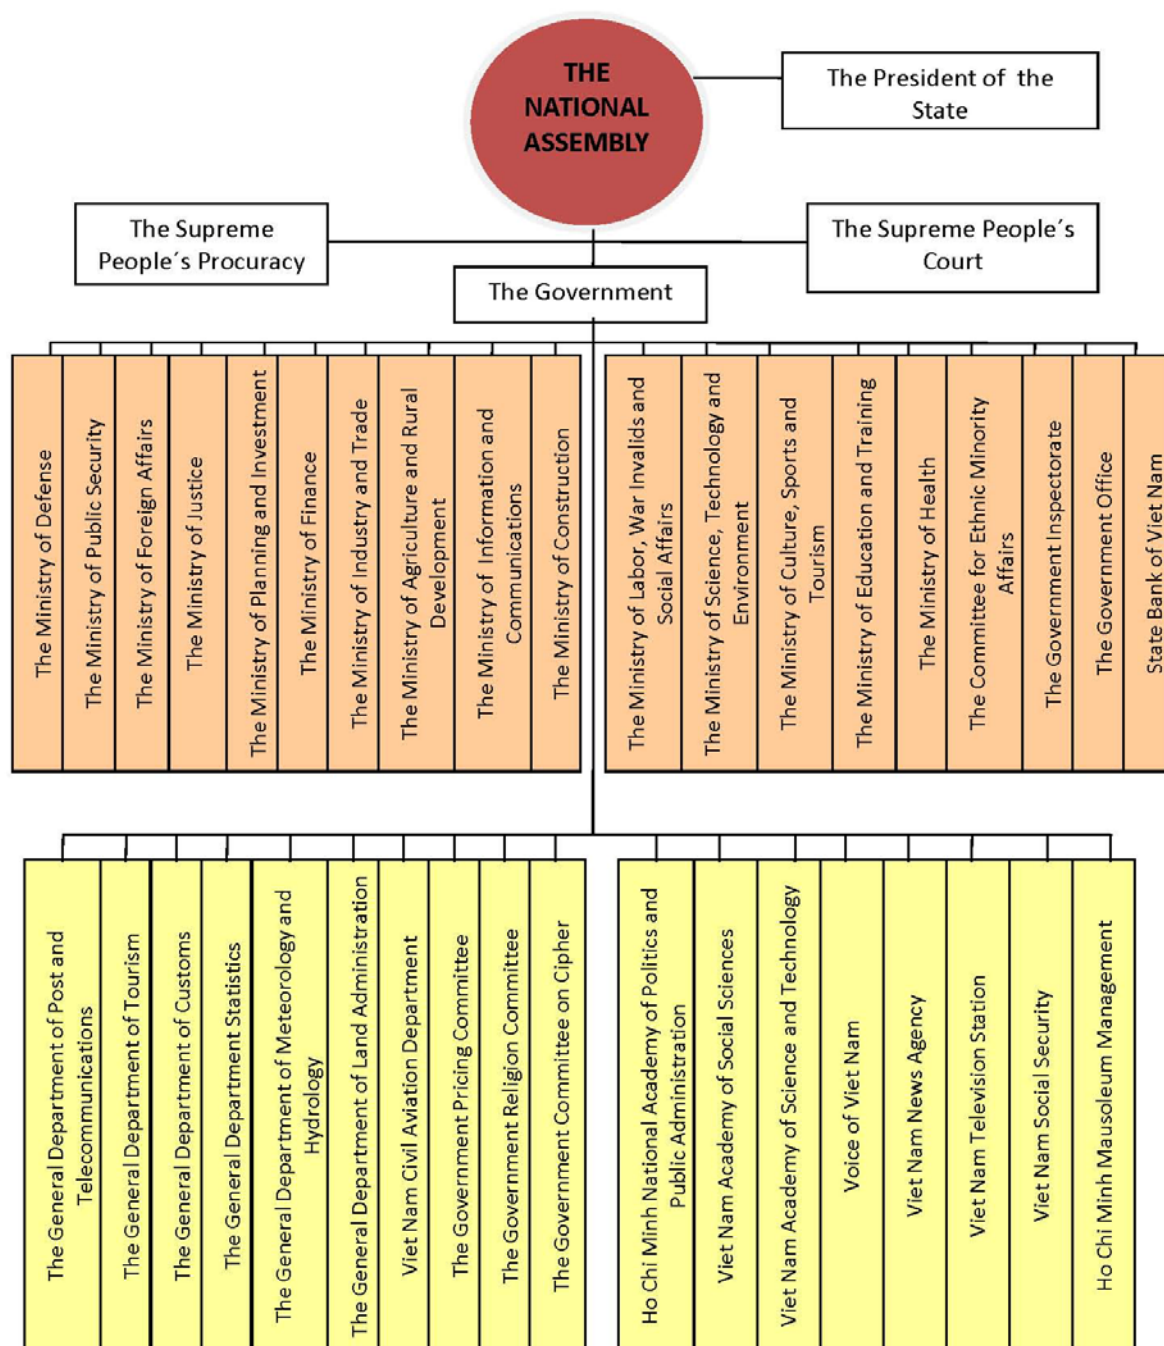 THE
NATIONAL
ASSEMBLY
The President of the
State
The Supreme
People´s Procuracy
The Supreme People´s
Court
The Government
The Ministry of Defense
The Ministry of Public Security
The Ministry of Foreign Affairs
The Ministry of Justice
The Ministry of Planning and Investment
The Ministry of Finance
The Ministry of Industry and Trade
The Ministry of Agriculture and Rural
Development
The Ministry of Information and
Communications
The Ministry of Construction
The Ministry of Labor, War Invalids and
Social Affairs
The Ministry of Science, Technology and
Environment
The Ministry of Culture, Sports and
Tourism
The Ministry of Education and Training
The Ministry of Health
The Committee for Ethnic Minority
Affairs
The Government Inspectorate
The Government Office
State Bank of Viet Nam
The General Department of Post and
Telecommunications
The General Department of Tourism
The General Department of Customs
The General Department Statistics
The General Department of Meteorology and
Hydrology
The General Department of Land Administration
Viet Nam Civil Aviation Department
The Government Pricing Committee
The Government Religion Committee
The Government Committee on Cipher
Ho Chi Minh National Academy of Politics and
Public Administration
Viet Nam Academy of Social Sciences
Viet Nam Academy of Science and Technology
Voice of Viet Nam
Viet Nam News Agency
Viet Nam Television Station
Viet Nam Social Security
Ho Chi Minh Mausoleum Management